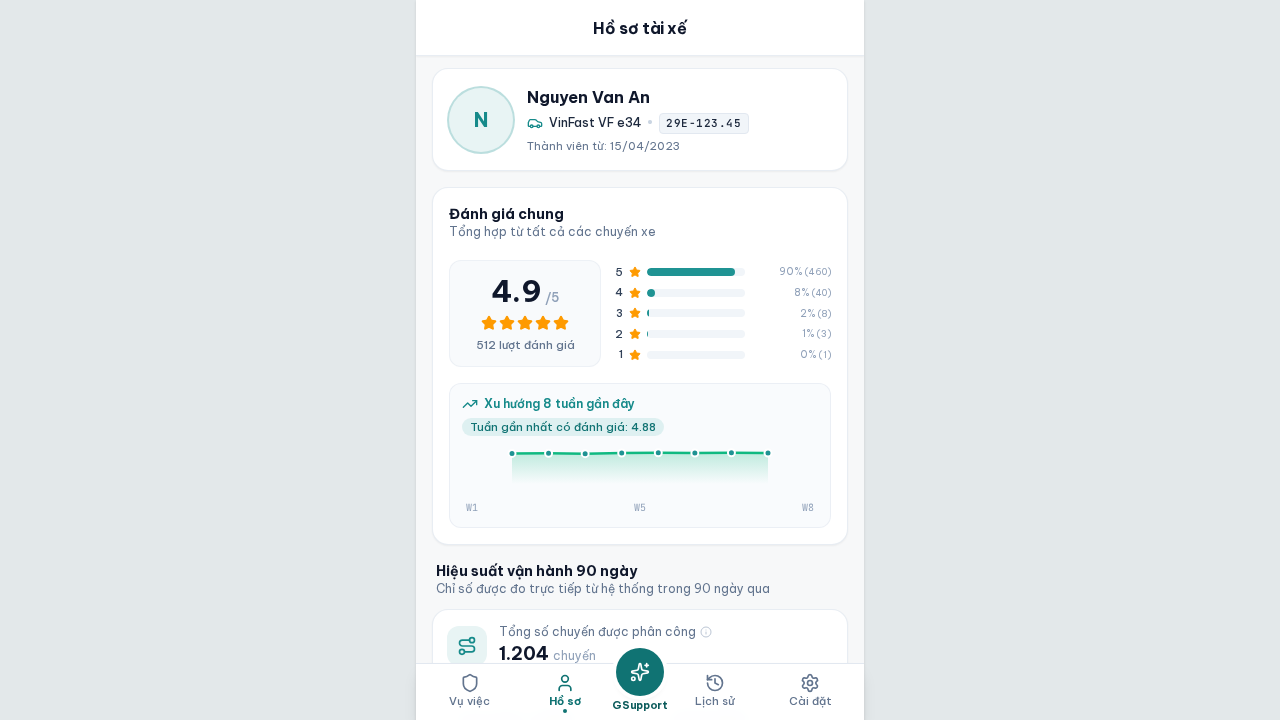 Hồ sơ tài xế
N
Nguyen Van An
VinFast VF e34 • 29E-123.45
Thành viên từ: 15/04/2023
Đánh giá chung
Tổng hợp từ tất cả các chuyến xe
4.9 /5
512 lượt đánh giá
5 90% (460)
4 8% (40)
3 2% (8)
2 1% (3)
1 0% (1)
Xu hướng 8 tuần gần đây
Tuần gần nhất có đánh giá: 4.88
W1 W5 W8
Hiệu suất vận hành 90 ngày
Chỉ số được đo trực tiếp từ hệ thống trong 90 ngày qua
Tổng số chuyến được phân công
1.204 chuyến
Vụ việc Hồ sơ GSupport Lịch sử Cài đặt